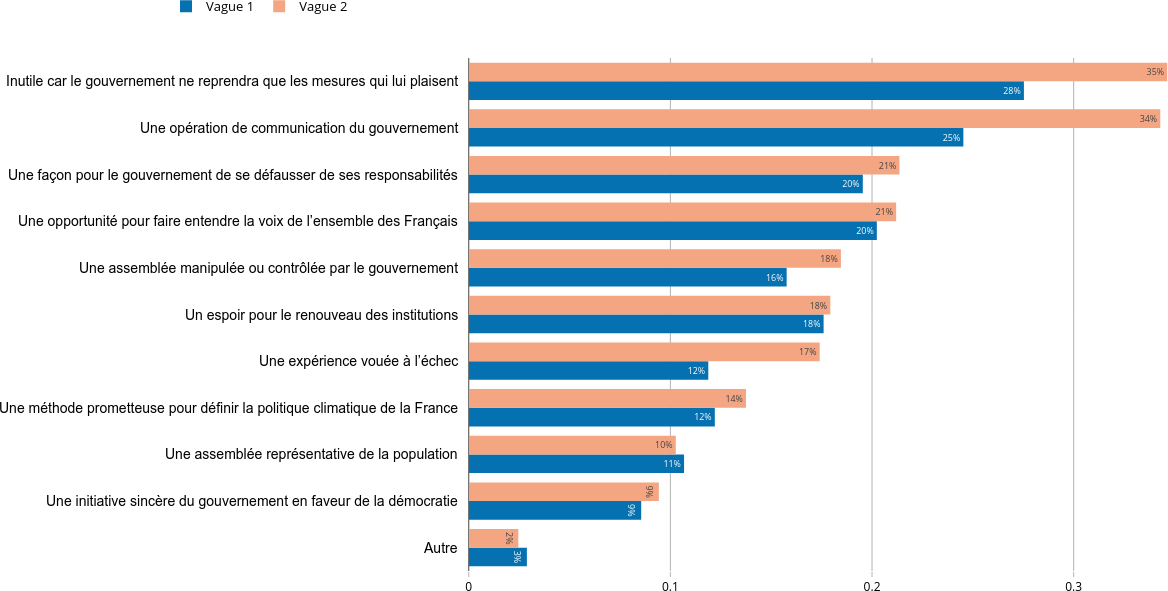 Vague 1 Vague 2
Inutile car le gouvernement ne reprendra que les mesures qui lui plaisent
35%
28%
Une opération de communication du gouvernement
34%
25%
Une façon pour le gouvernement de se défausser de ses responsabilités
21%
20%
Une opportunité pour faire entendre la voix de l’ensemble des Français
21%
20%
Une assemblée manipulée ou contrôlée par le gouvernement
18%
16%
Un espoir pour le renouveau des institutions
18%
18%
Une expérience vouée à l’échec
17%
12%
Une méthode prometteuse pour définir la politique climatique de la France
14%
12%
Une assemblée représentative de la population
10%
11%
Une initiative sincère du gouvernement en faveur de la démocratie
9%
9%
Autre
2%
3%
0 0.1 0.2 0.3